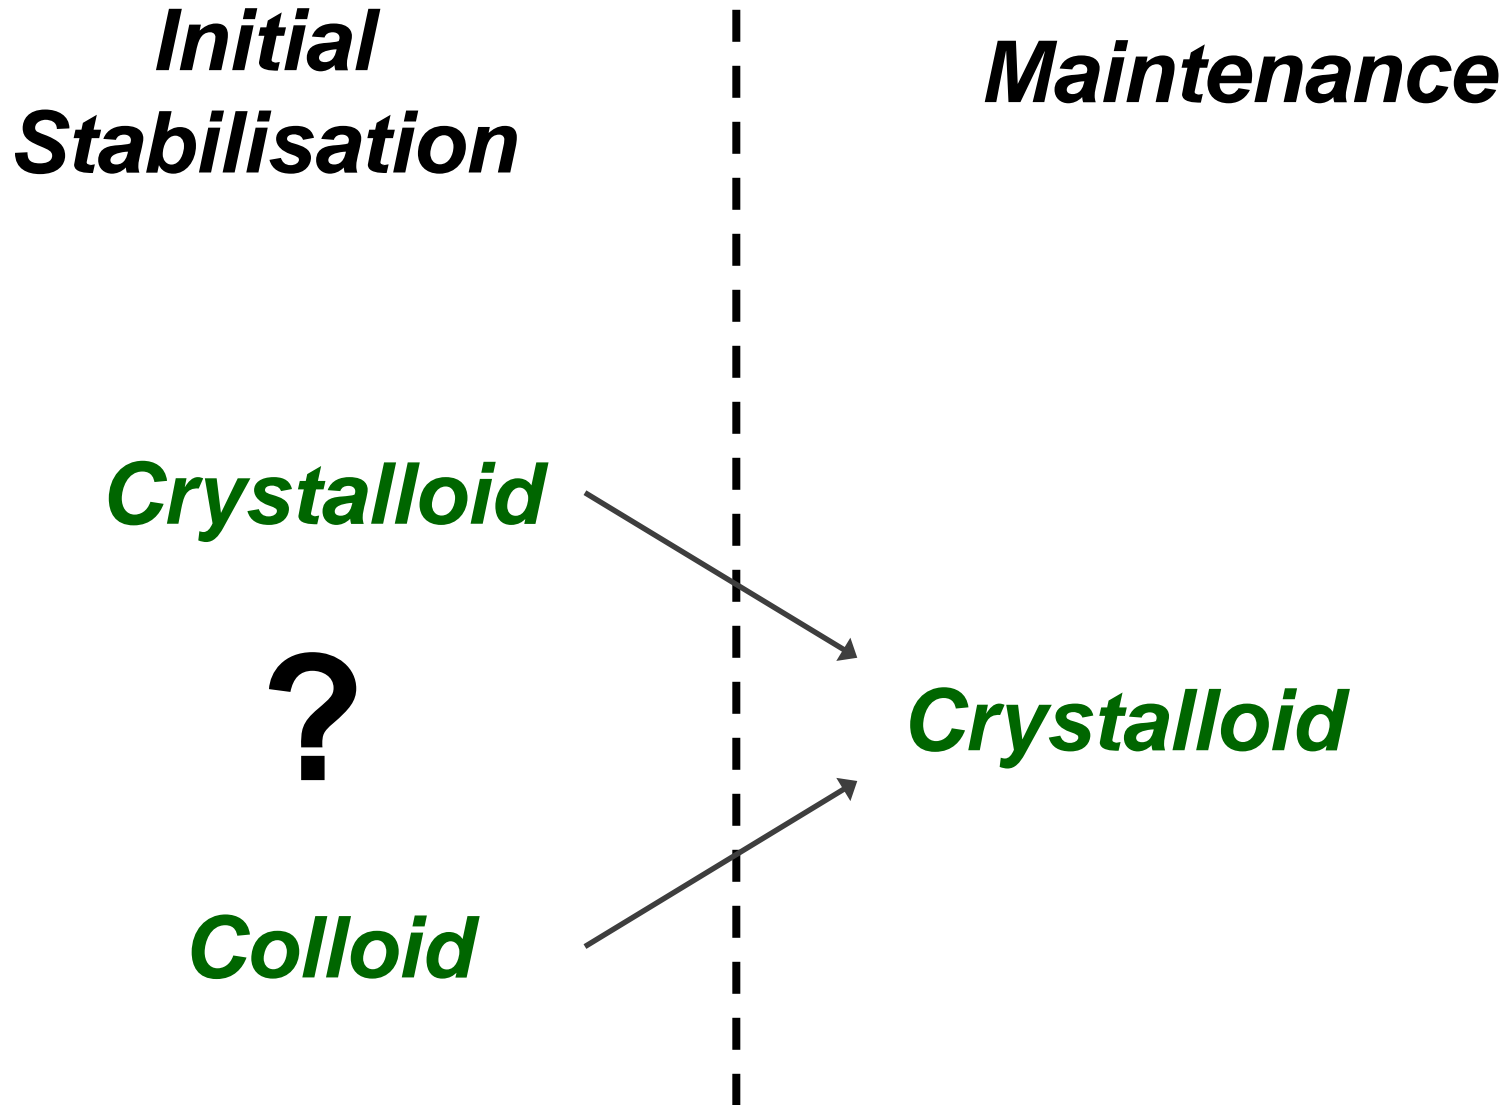 Initial
Stabilisation
Maintenance
Crystalloid
?
Crystalloid
Colloid